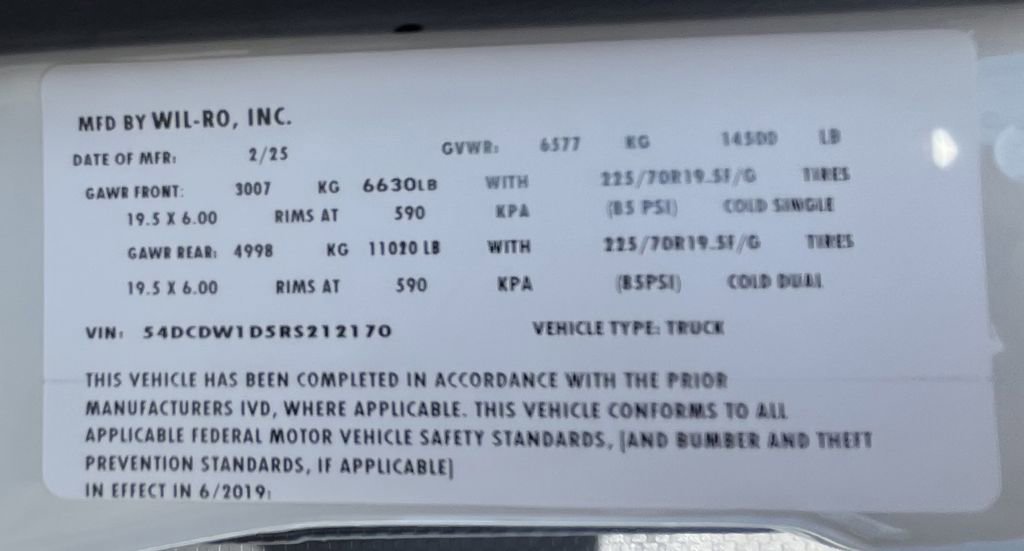 MFD BY WIL-RO, INC.
DATE OF MFR: 2/25 GVWR: 6577 KG 14500 LB
GAWR FRONT: 3007 KG 6630LB WITH 225/70R19.5F/G TIRES
19.5 X 6.00 RIMS AT 590 KPA (85 PSI) COLD SINGLE
GAWR REAR: 4998 KG 11020 LB WITH 225/70R19.5F/G TIRES
19.5 X 6.00 RIMS AT 590 KPA (85PSI) COLD DUAL
VIN: 54DCDW1D5RS212170 VEHICLE TYPE: TRUCK
THIS VEHICLE HAS BEEN COMPLETED IN ACCORDANCE WITH THE PRIOR
MANUFACTURERS IVD, WHERE APPLICABLE. THIS VEHICLE CONFORMS TO ALL
APPLICABLE FEDERAL MOTOR VEHICLE SAFETY STANDARDS, [AND BUMBER AND THEFT
PREVENTION STANDARDS, IF APPLICABLE]
IN EFFECT IN 6/2019: